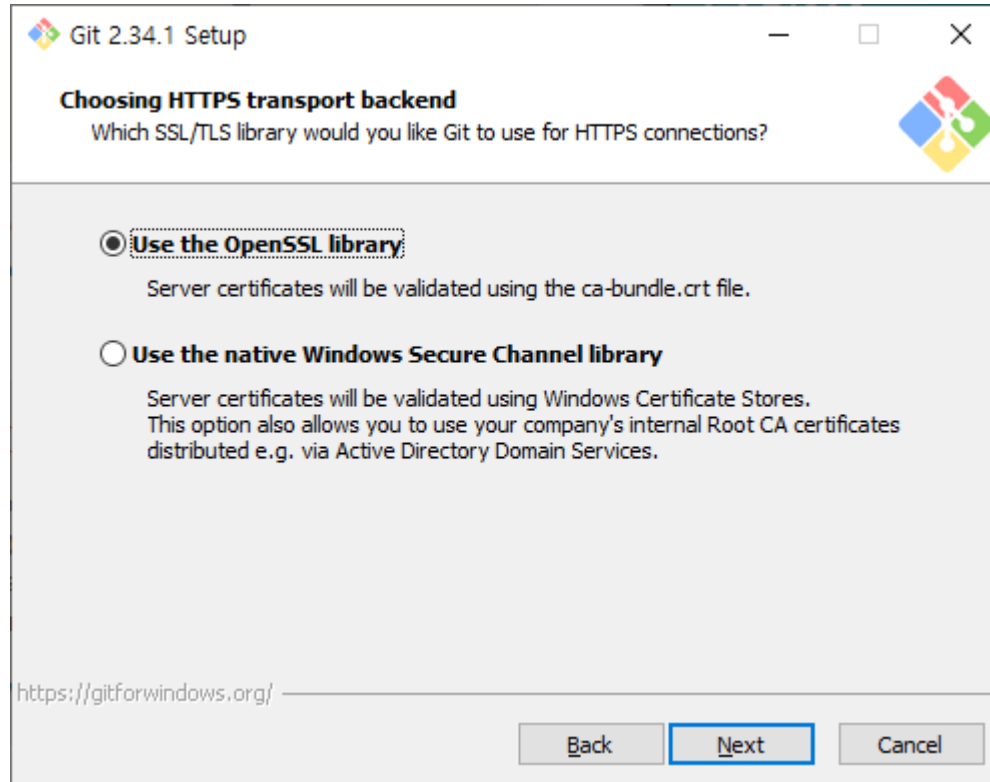 Git 2.34.1 Setup
Choosing HTTPS transport backend
Which SSL/TLS library would you like Git to use for HTTPS connections?
Use the OpenSSL library
Server certificates will be validated using the ca-bundle.crt file.
Use the native Windows Secure Channel library
Server certificates will be validated using Windows Certificate Stores.
This option also allows you to use your company's internal Root CA certificates
distributed e.g. via Active Directory Domain Services.
https://gitforwindows.org/
Back Next Cancel